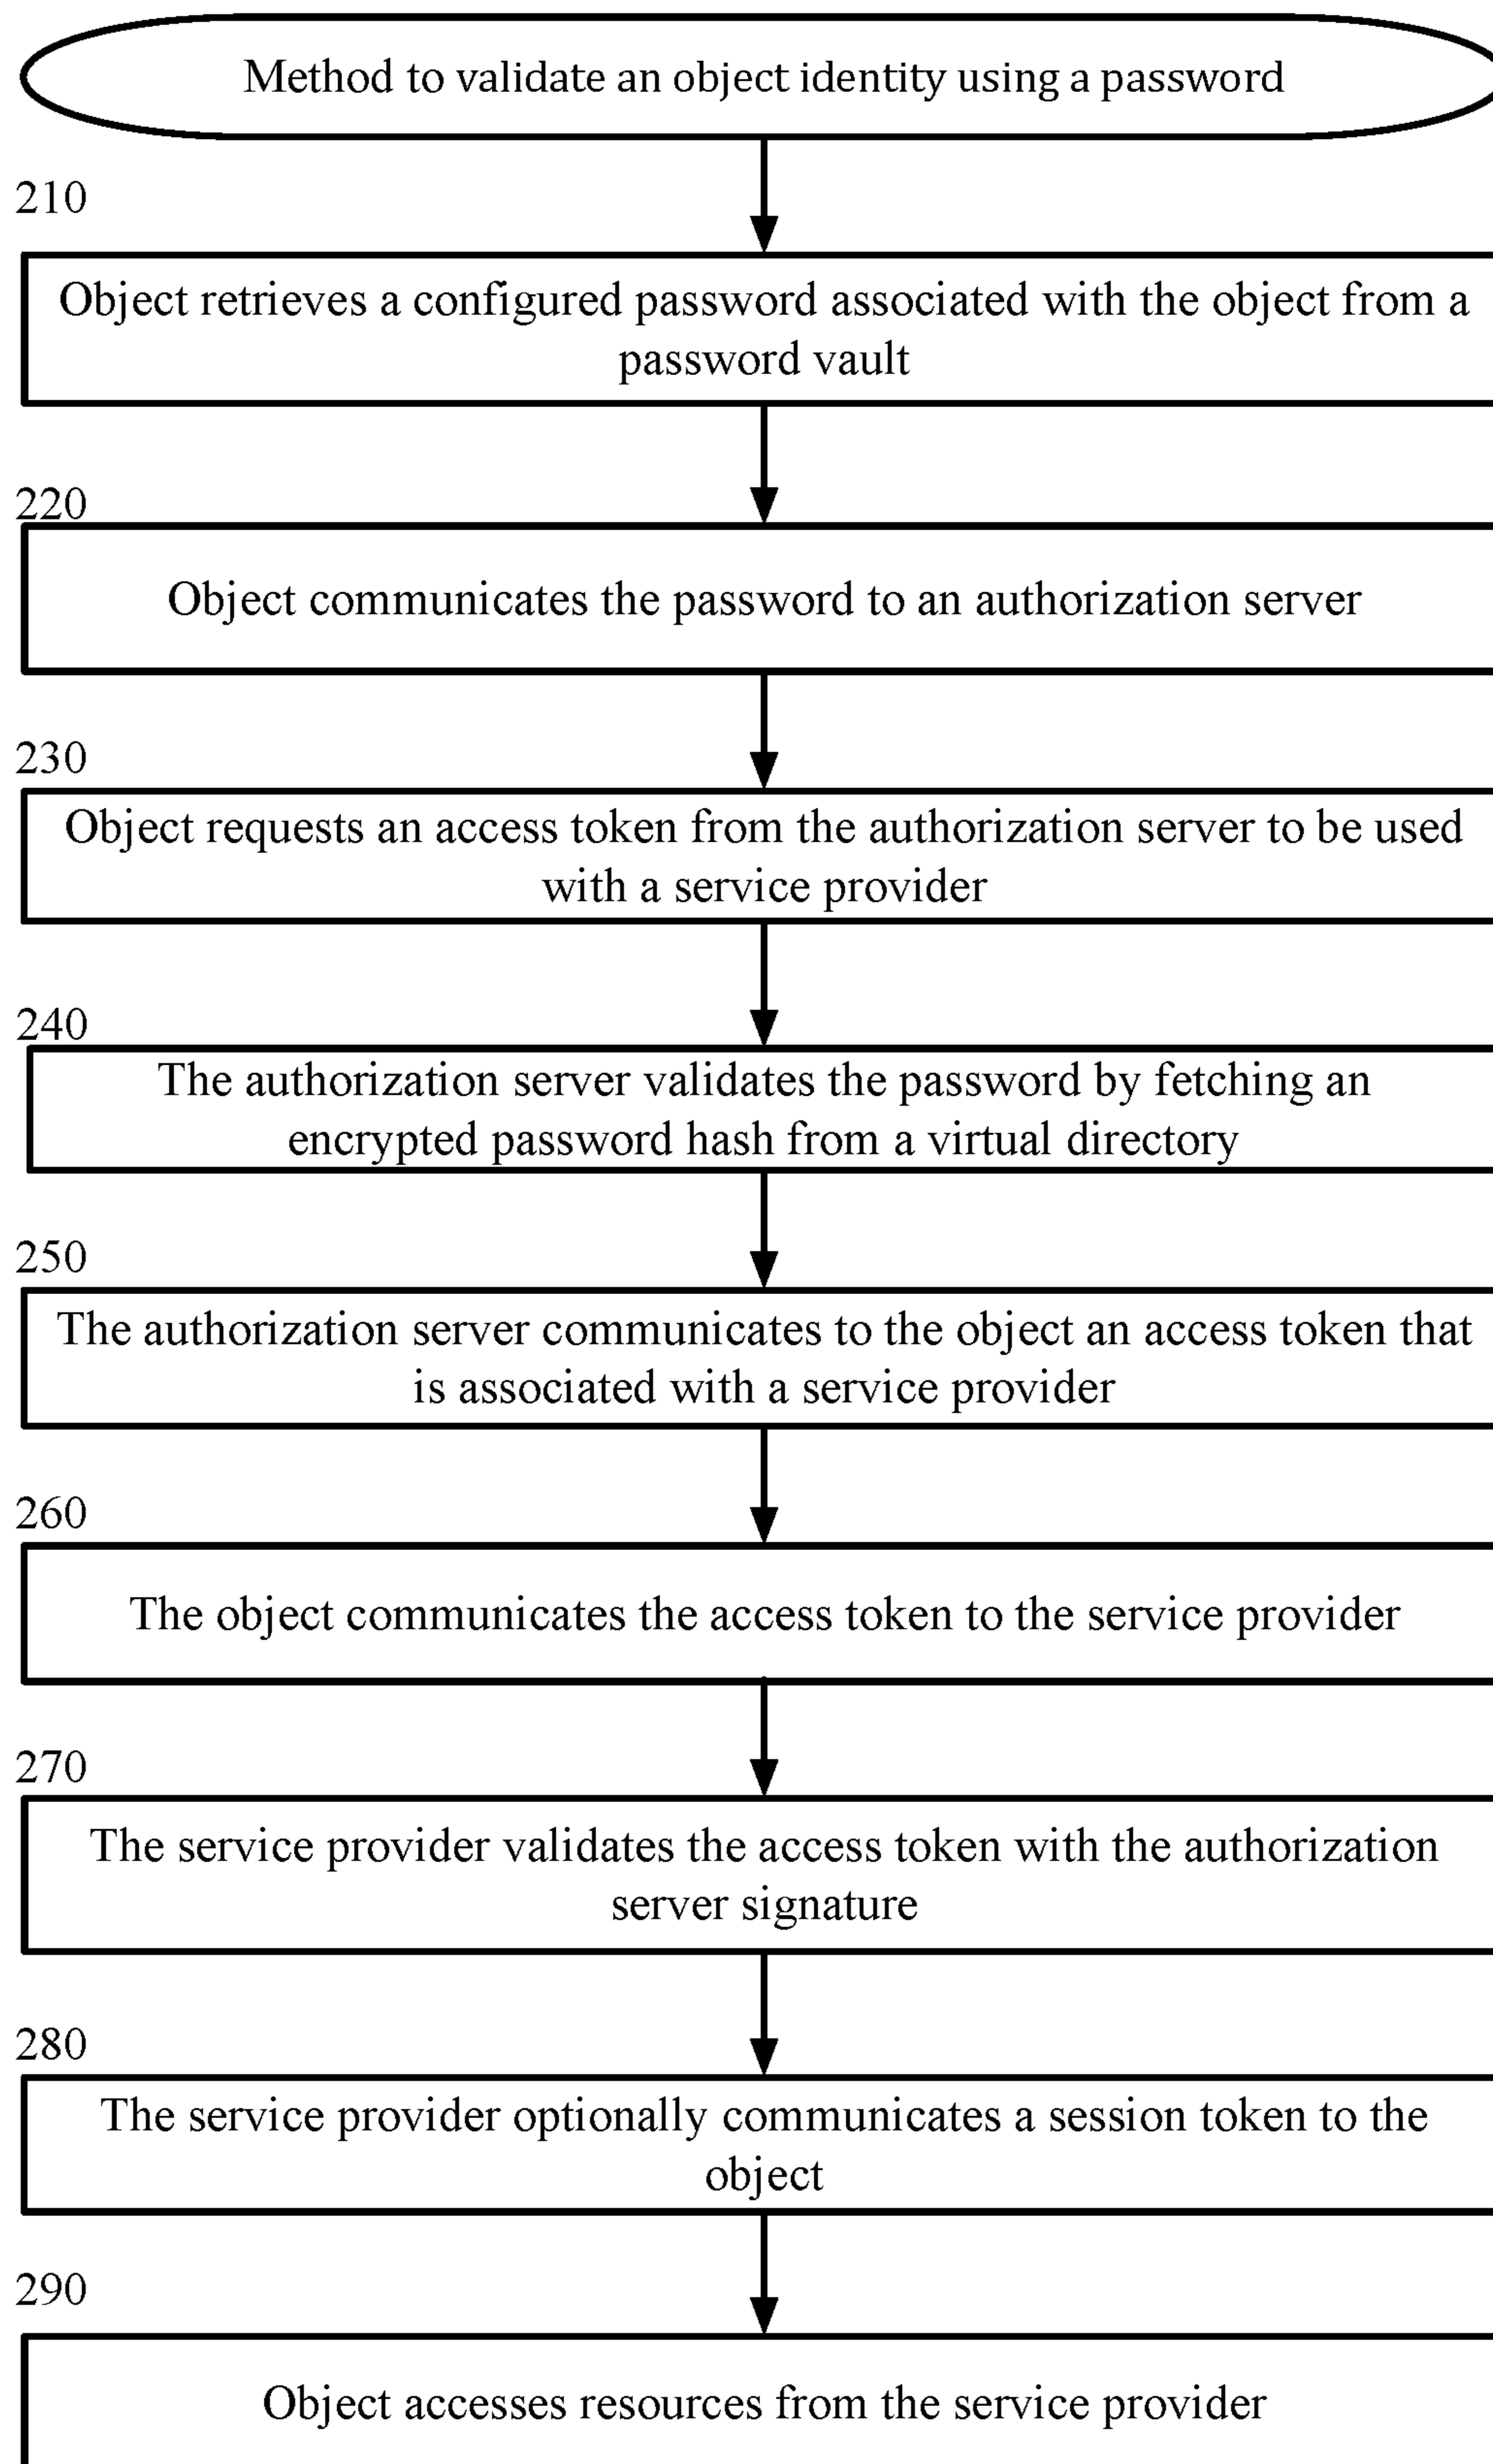 Method to validate an object identity using a password
210
Object retrieves a configured password associated with the object from a
password vault
220
Object communicates the password to an authorization server
230
Object requests an access token from the authorization server to be used
with a service provider
240
The authorization server validates the password by fetching an
encrypted password hash from a virtual directory
250
The authorization server communicates to the object an access token that
is associated with a service provider
260
The object communicates the access token to the service provider
270
The service provider validates the access token with the authorization
server signature
280
The service provider optionally communicates a session token to the
object
290
Object accesses resources from the service provider